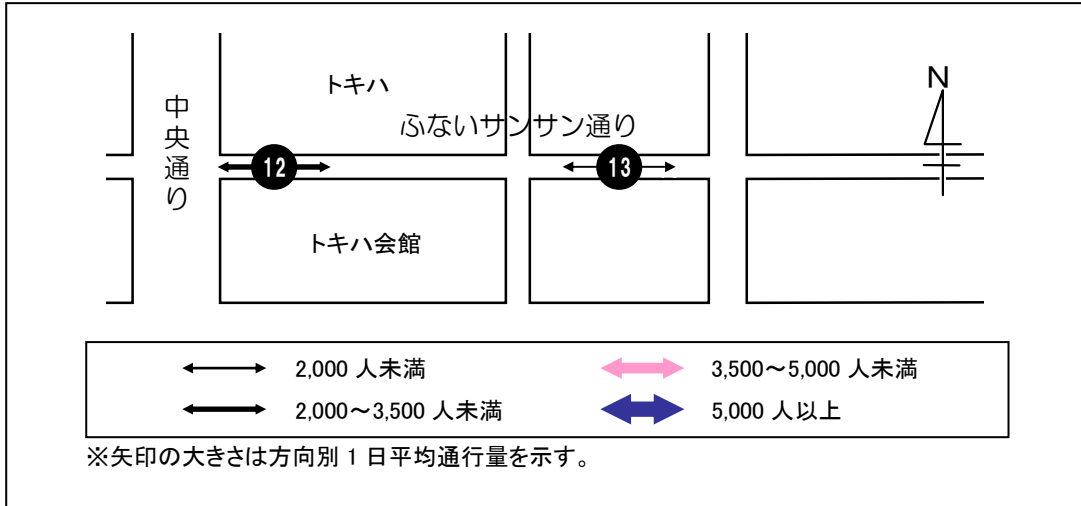 トキハ
N
中央通り
ふないサンサン通り
12
13
トキハ会館
2,000 人未満
3,500～5,000 人未満
2,000～3,500 人未満
5,000 人以上
※矢印の大きさは方向別 1 日平均通行量を示す。